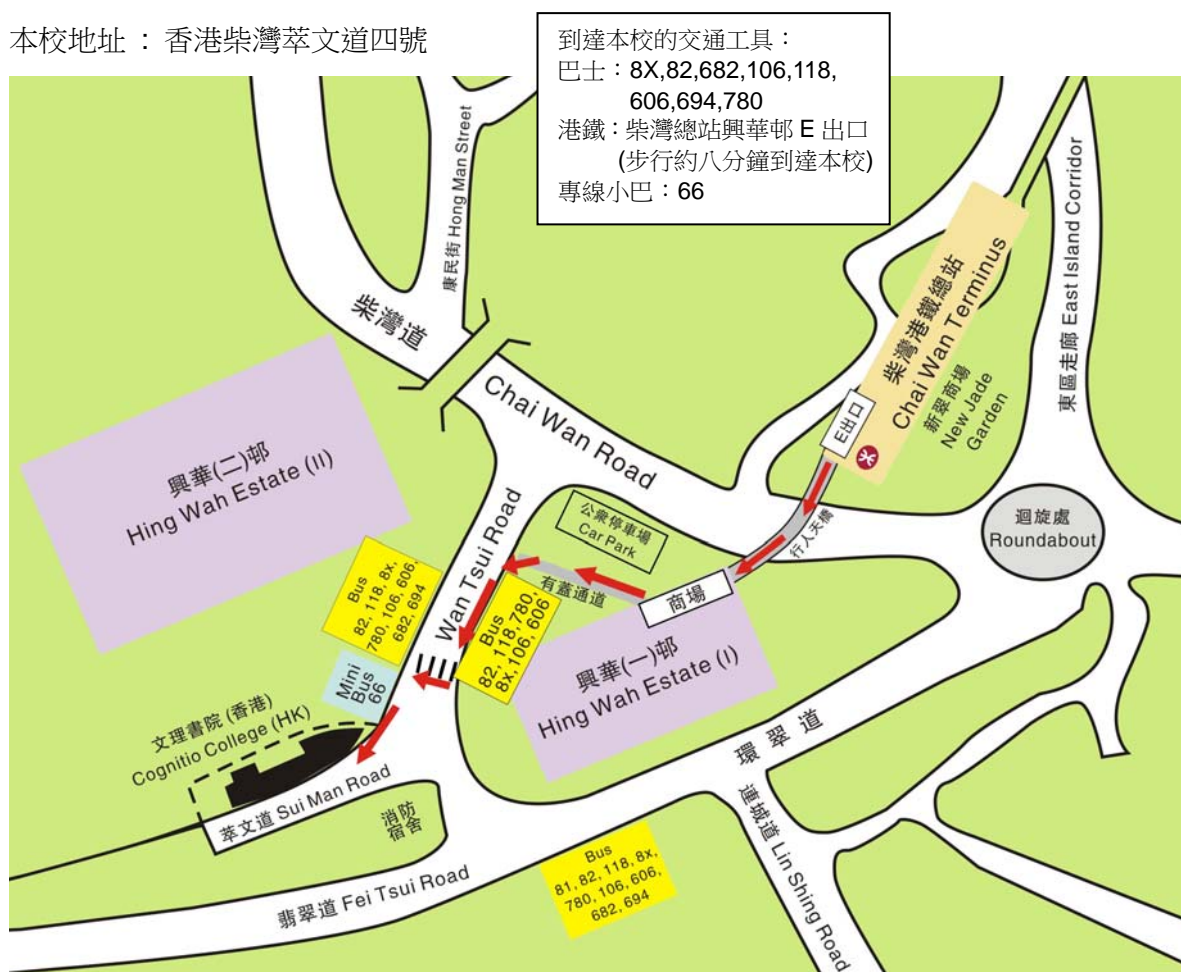 本校地址 : 香港柴灣萃文道四號
到達本校的交通工具：
巴士：8X,82,682,106,118,
606,694,780
港鐵：柴灣總站興華邨 E 出口
(步行約八分鐘到達本校)
專線小巴：66
康民街 Hong Man Street
柴灣道
Chai Wan Road
柴灣港鐵總站
Chai Wan Terminus
E出口
新翠商場
New Jade
Garden
東區走廊 East Island Corridor
迴旋處
Roundabout
行人天橋
公眾停車場
Car Park
有蓋通道
商場
興華(二)邨
Hing Wah Estate (II)
Wan Tsui Road
Bus
82, 118, 8x,
780, 106, 606,
682, 694
Bus
82, 118,780,
8x,106, 606
Mini
Bus
66
興華(一)邨
Hing Wah Estate (I)
文理書院 (香港)
Cognitio College (HK)
萃文道 Sui Man Road
消防
宿舍
環翠道
連城道 Lin Shing Road
翡翠道 Fei Tsui Road
Bus
81, 82, 118, 8x,
780, 106, 606,
682, 694